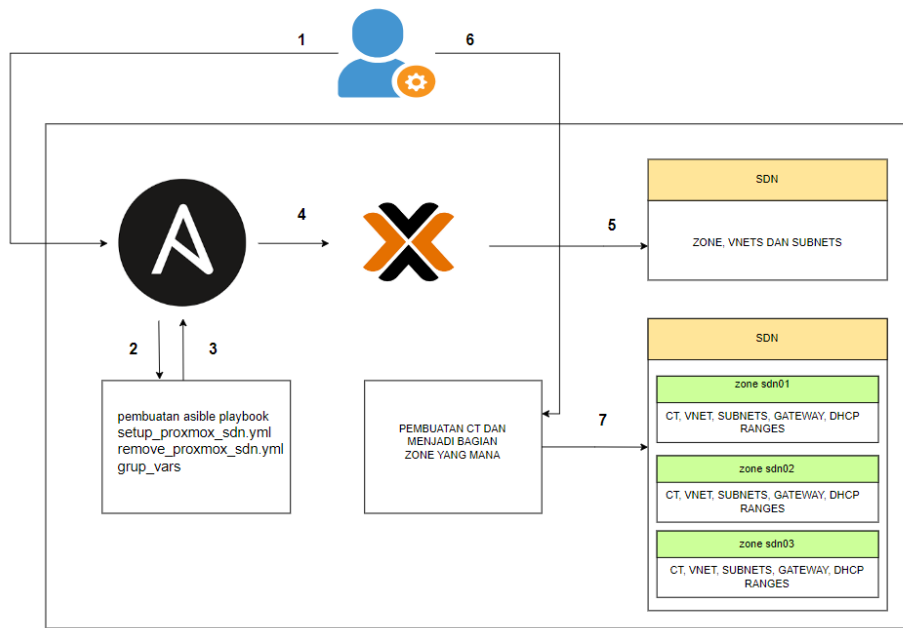 1
6
SDN
4
5
ZONE, VNETS DAN SUBNETS
2
3
SDN
pembuatan asible playbook
setup_proxmox_sdn.yml
remove_proxmox_sdn.yml
grup_vars
PEMBUATAN CT DAN
MENJADI BAGIAN
ZONE YANG MANA
7
zone sdn01
CT, VNET, SUBNETS, GATEWAY, DHCP
RANGES
zone sdn02
CT, VNET, SUBNETS, GATEWAY, DHCP
RANGES
zone sdn03
CT, VNET, SUBNETS, GATEWAY, DHCP
RANGES